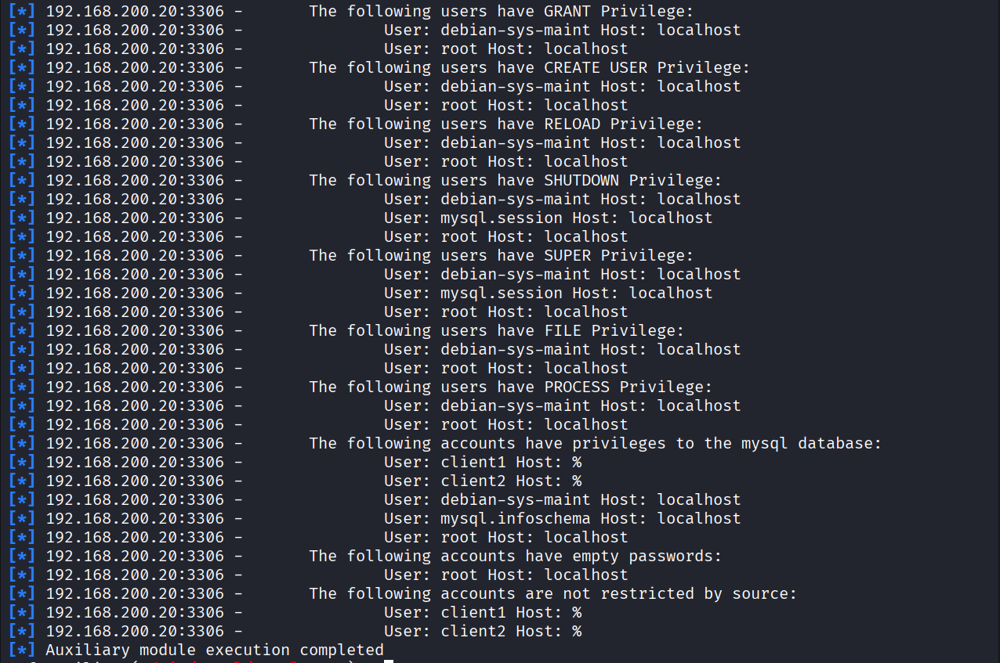 [*] 192.168.200.20:3306 - The following users have GRANT Privilege:
[*] 192.168.200.20:3306 - User: debian-sys-maint Host: localhost
[*] 192.168.200.20:3306 - User: root Host: localhost
[*] 192.168.200.20:3306 - The following users have CREATE USER Privilege:
[*] 192.168.200.20:3306 - User: debian-sys-maint Host: localhost
[*] 192.168.200.20:3306 - User: root Host: localhost
[*] 192.168.200.20:3306 - The following users have RELOAD Privilege:
[*] 192.168.200.20:3306 - User: debian-sys-maint Host: localhost
[*] 192.168.200.20:3306 - User: root Host: localhost
[*] 192.168.200.20:3306 - The following users have SHUTDOWN Privilege:
[*] 192.168.200.20:3306 - User: debian-sys-maint Host: localhost
[*] 192.168.200.20:3306 - User: mysql.session Host: localhost
[*] 192.168.200.20:3306 - User: root Host: localhost
[*] 192.168.200.20:3306 - The following users have SUPER Privilege:
[*] 192.168.200.20:3306 - User: debian-sys-maint Host: localhost
[*] 192.168.200.20:3306 - User: mysql.session Host: localhost
[*] 192.168.200.20:3306 - User: root Host: localhost
[*] 192.168.200.20:3306 - The following users have FILE Privilege:
[*] 192.168.200.20:3306 - User: debian-sys-maint Host: localhost
[*] 192.168.200.20:3306 - User: root Host: localhost
[*] 192.168.200.20:3306 - The following users have PROCESS Privilege:
[*] 192.168.200.20:3306 - User: debian-sys-maint Host: localhost
[*] 192.168.200.20:3306 - User: root Host: localhost
[*] 192.168.200.20:3306 - The following accounts have privileges to the mysql database:
[*] 192.168.200.20:3306 - User: client1 Host: %
[*] 192.168.200.20:3306 - User: client2 Host: %
[*] 192.168.200.20:3306 - User: debian-sys-maint Host: localhost
[*] 192.168.200.20:3306 - User: mysql.infoschema Host: localhost
[*] 192.168.200.20:3306 - User: root Host: localhost
[*] 192.168.200.20:3306 - The following accounts have empty passwords:
[*] 192.168.200.20:3306 - User: root Host: localhost
[*] 192.168.200.20:3306 - The following accounts are not restricted by source:
[*] 192.168.200.20:3306 - User: client1 Host: %
[*] 192.168.200.20:3306 - User: client2 Host: %
[*] Auxiliary module execution completed